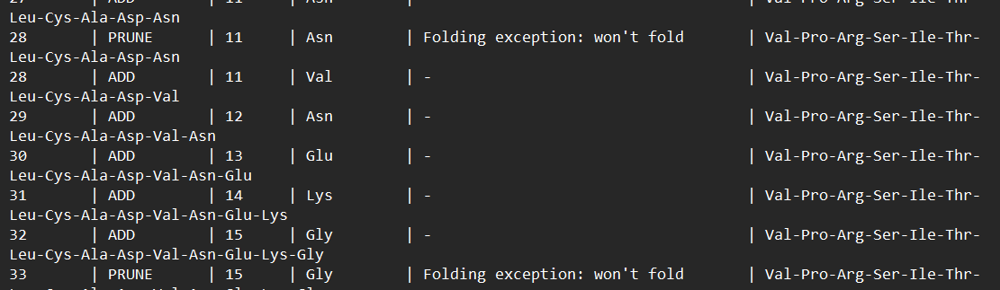 27 | ADD | 11 | Asn | - | Val-Pro-Arg-Ser-Ile-Thr-
Leu-Cys-Ala-Asp-Asn
28 | PRUNE | 11 | Asn | Folding exception: won't fold | Val-Pro-Arg-Ser-Ile-Thr-
Leu-Cys-Ala-Asp-Asn
28 | ADD | 11 | Val | - | Val-Pro-Arg-Ser-Ile-Thr-
Leu-Cys-Ala-Asp-Val
29 | ADD | 12 | Asn | - | Val-Pro-Arg-Ser-Ile-Thr-
Leu-Cys-Ala-Asp-Val-Asn
30 | ADD | 13 | Glu | - | Val-Pro-Arg-Ser-Ile-Thr-
Leu-Cys-Ala-Asp-Val-Asn-Glu
31 | ADD | 14 | Lys | - | Val-Pro-Arg-Ser-Ile-Thr-
Leu-Cys-Ala-Asp-Val-Asn-Glu-Lys
32 | ADD | 15 | Gly | - | Val-Pro-Arg-Ser-Ile-Thr-
Leu-Cys-Ala-Asp-Val-Asn-Glu-Lys-Gly
33 | PRUNE | 15 | Gly | Folding exception: won't fold | Val-Pro-Arg-Ser-Ile-Thr-